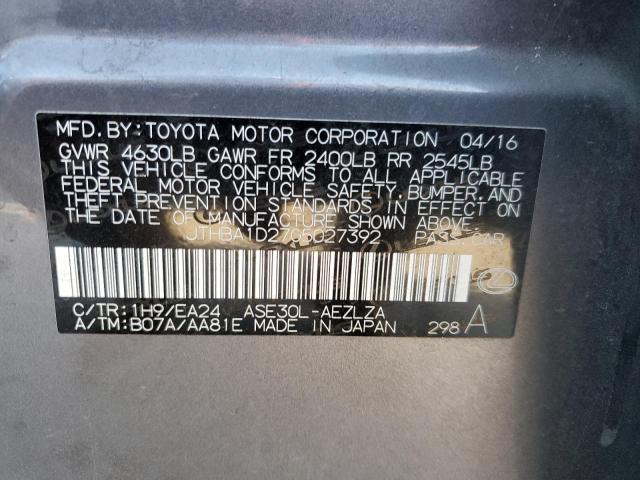 MFD. BY: TOYOTA MOTOR CORPORATION 04/16
GVWR 4630LB GAWR FR 2400LB RR 2545LB
THIS VEHICLE CONFORMS TO ALL APPLICABLE
FEDERAL MOTOR VEHICLE SAFETY, BUMPER, AND
THEFT PREVENTION STANDARDS IN EFFECT ON
THE DATE OF MANUFACTURE SHOWN ABOVE.
PASS. CAR
C/TR: 1H9/EA24 ASE30L-AEZLZA
A/TM: B07A/AA81E MADE IN JAPAN 298 A